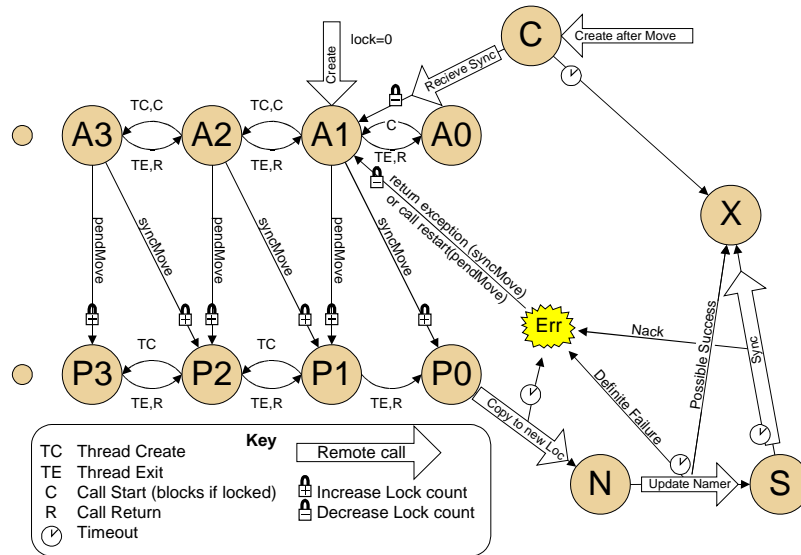 Create
lock=0
C
Create after Move
Recieve Sync
TC,C
TC,C
C
A3
A2
A1
A0
TE,R
TE,R
TE,R
X
pendMove
syncMove
pendMove
syncMove
pendMove
syncMove
return exception (syncMove)
or call restart(pendMove)
Err
Nack
Possible Success
Sync
Definite Failure
TC
TC
P3
P2
P1
P0
TE,R
TE,R
TE,R
Copy to new Loc
N
Update Namer
S
Key
TC Thread Create
TE Thread Exit
C Call Start (blocks if locked)
R Call Return
Timeout
Remote call
Increase Lock count
Decrease Lock count